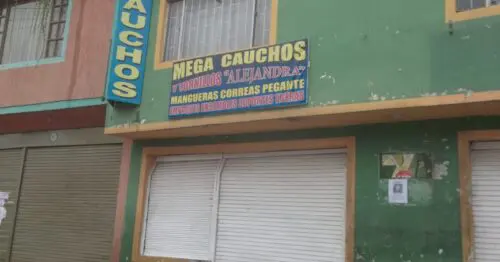 CAUCHOS
MEGA CAUCHOS
Y TORNILLOS "ALEJANDRA"
MANGUERAS CORREAS PEGANTE